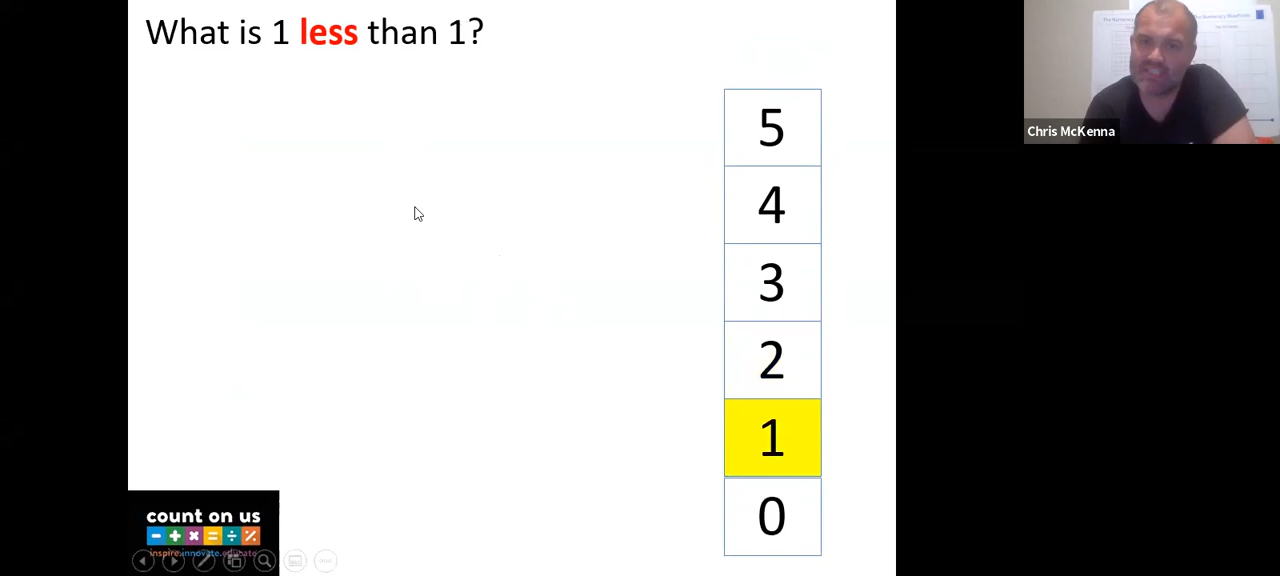 What is 1 less than 1?
5
4
3
2
1
0
Chris McKenna
count on us
inspire.innovate.educate